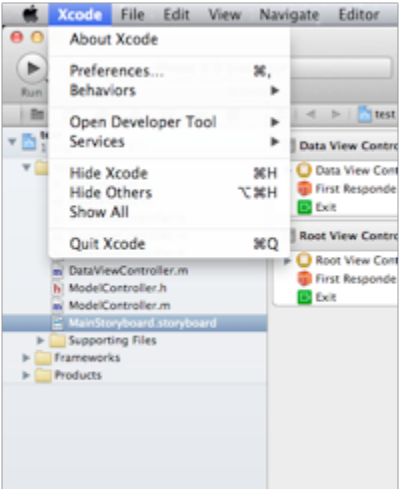 Xcode File Edit View Navigate Editor
About Xcode
Preferences... ⌘,
Behaviors
Run
Open Developer Tool
test
Services
Data View Contro
Hide Xcode ⌘H
Data View Cont
Hide Others ⌥⌘H
First Responde
Show All
Exit
Quit Xcode ⌘Q
Root View Contr
DataViewController.m
Root View Cont
ModelController.h
First Responde
ModelController.m
Exit
MainStoryboard.storyboard
Supporting Files
Frameworks
Products